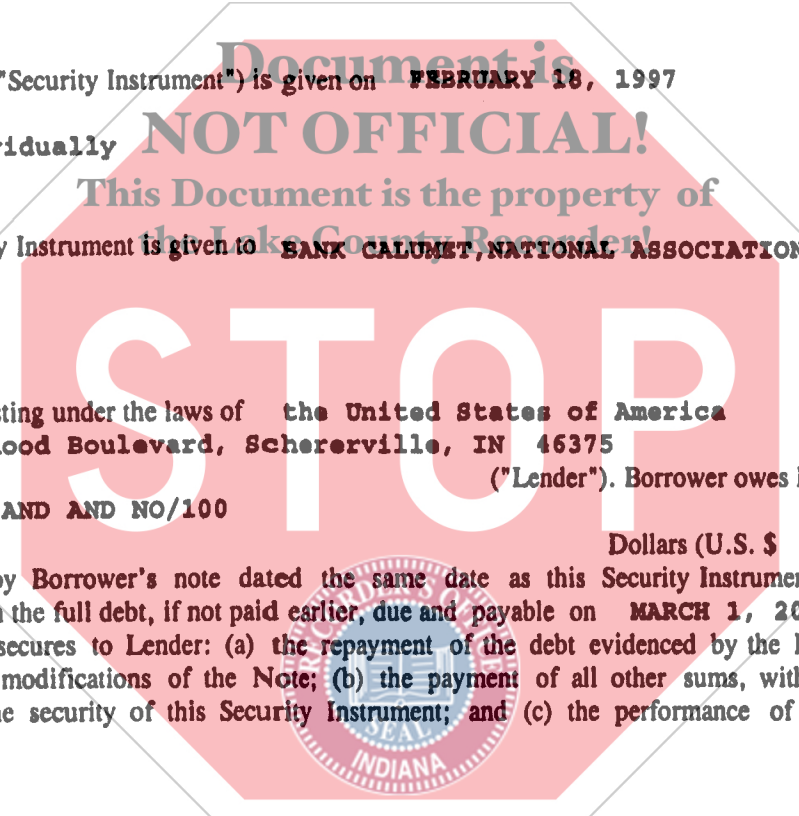 Document is
"Security Instrument") is given on FEBRUARY 18, 1997
NOT OFFICIAL!
idually
This Document is the property of
the Lake County Recorder!
y Instrument is given to BANK CALUMET,NATIONAL ASSOCIATION
STOP
ting under the laws of the United States of America
ood Boulevard, Schererville, IN 46375
("Lender"). Borrower owes
AND AND NO/100
Dollars (U.S. $
by Borrower's note dated the same date as this Security Instrumen
the full debt, if not paid earlier, due and payable on MARCH 1, 20
secures to Lender: (a) the repayment of the debt evidenced by the
modifications of the Note; (b) the payment of all other sums, with
e security of this Security Instrument; and (c) the performance of
RECORDER'S OFFICE
SEAL
INDIANA